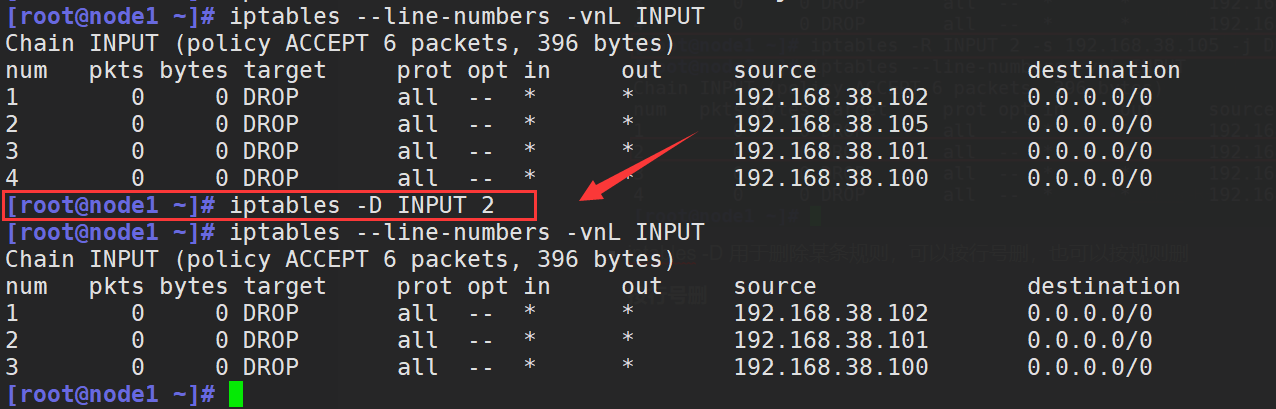 [root@node1 ~]# iptables --line-numbers -vnL INPUT
Chain INPUT (policy ACCEPT 6 packets, 396 bytes)
num   pkts bytes target     prot opt in     out     source               destination
1        0     0 DROP       all  --  *      *       192.168.38.102       0.0.0.0/0
2        0     0 DROP       all  --  *      *       192.168.38.105       0.0.0.0/0
3        0     0 DROP       all  --  *      *       192.168.38.101       0.0.0.0/0
4        0     0 DROP       all  --  *      *       192.168.38.100       0.0.0.0/0
[root@node1 ~]# iptables -D INPUT 2
[root@node1 ~]# iptables --line-numbers -vnL INPUT
Chain INPUT (policy ACCEPT 6 packets, 396 bytes)
num   pkts bytes target     prot opt in     out     source               destination
1        0     0 DROP       all  --  *      *       192.168.38.102       0.0.0.0/0
2        0     0 DROP       all  --  *      *       192.168.38.101       0.0.0.0/0
3        0     0 DROP       all  --  *      *       192.168.38.100       0.0.0.0/0
[root@node1 ~]#